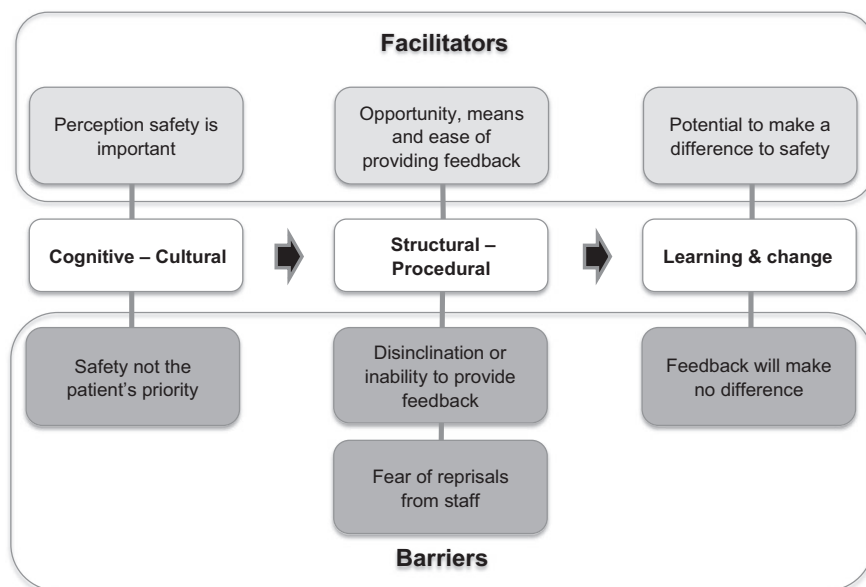 Facilitators
Perception safety is
important
Opportunity, means
and ease of
providing feedback
Potential to make a
difference to safety
Cognitive – Cultural
Structural –
Procedural
Learning & change
Safety not the
patient's priority
Disinclination or
inability to provide
feedback
Feedback will make
no difference
Fear of reprisals
from staff
Barriers